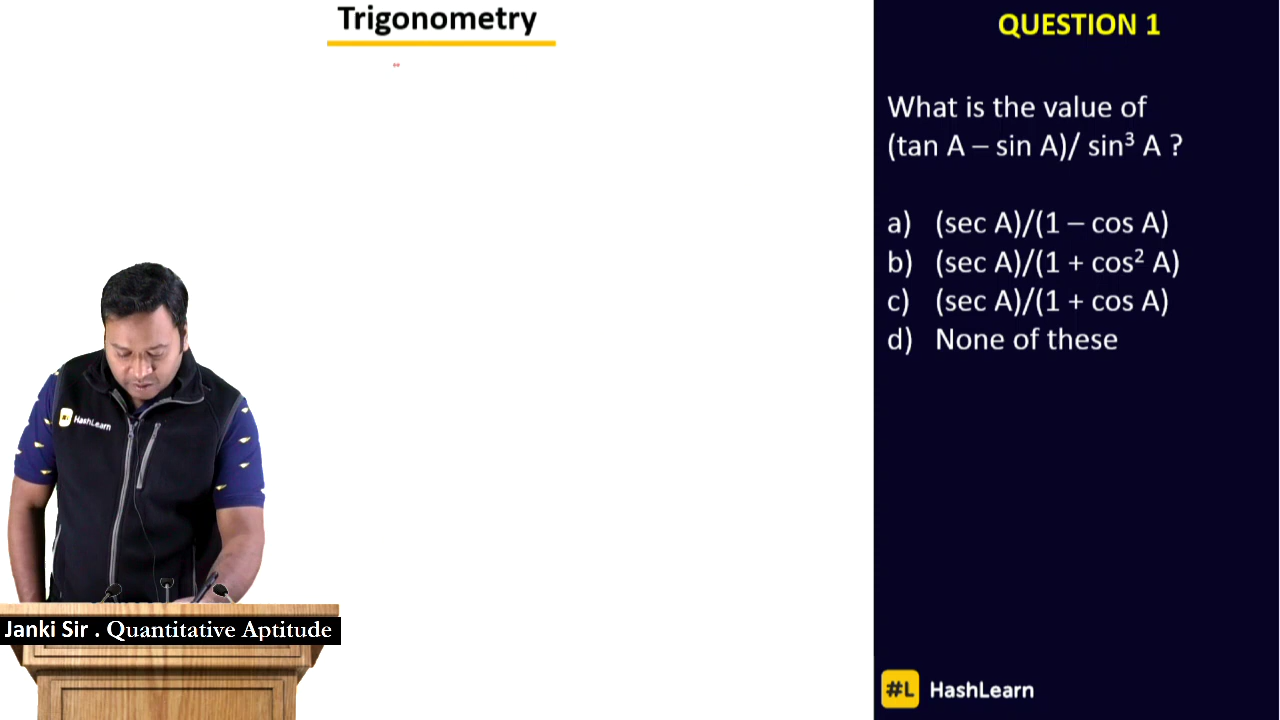 Trigonometry
QUESTION 1
What is the value of
(tan A – sin A)/ sin³ A ?
a) (sec A)/(1 – cos A)
b) (sec A)/(1 + cos² A)
c) (sec A)/(1 + cos A)
d) None of these
#L HashLearn
Janki Sir . Quantitative Aptitude
#L HashLearn